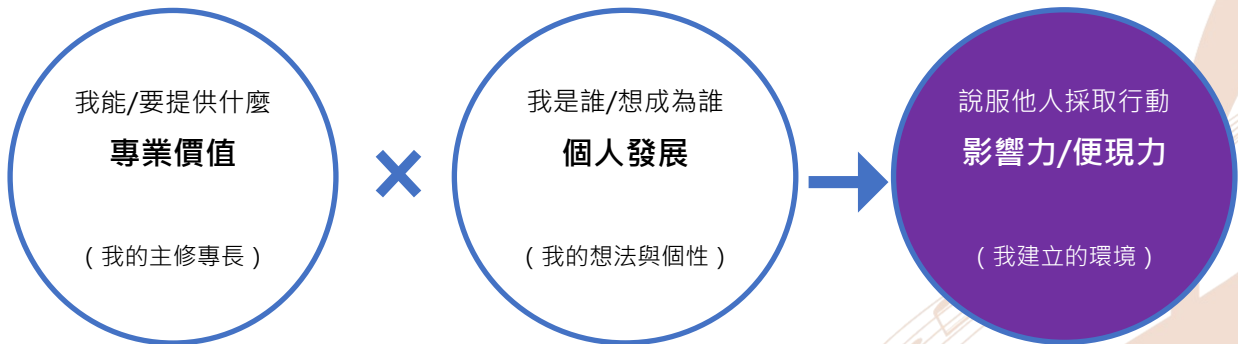 我能/要提供什麼
專業價值
(我的主修專長)
我是誰/想成為誰
個人發展
(我的想法與個性)
說服他人採取行動
影響力/便現力
(我建立的環境)